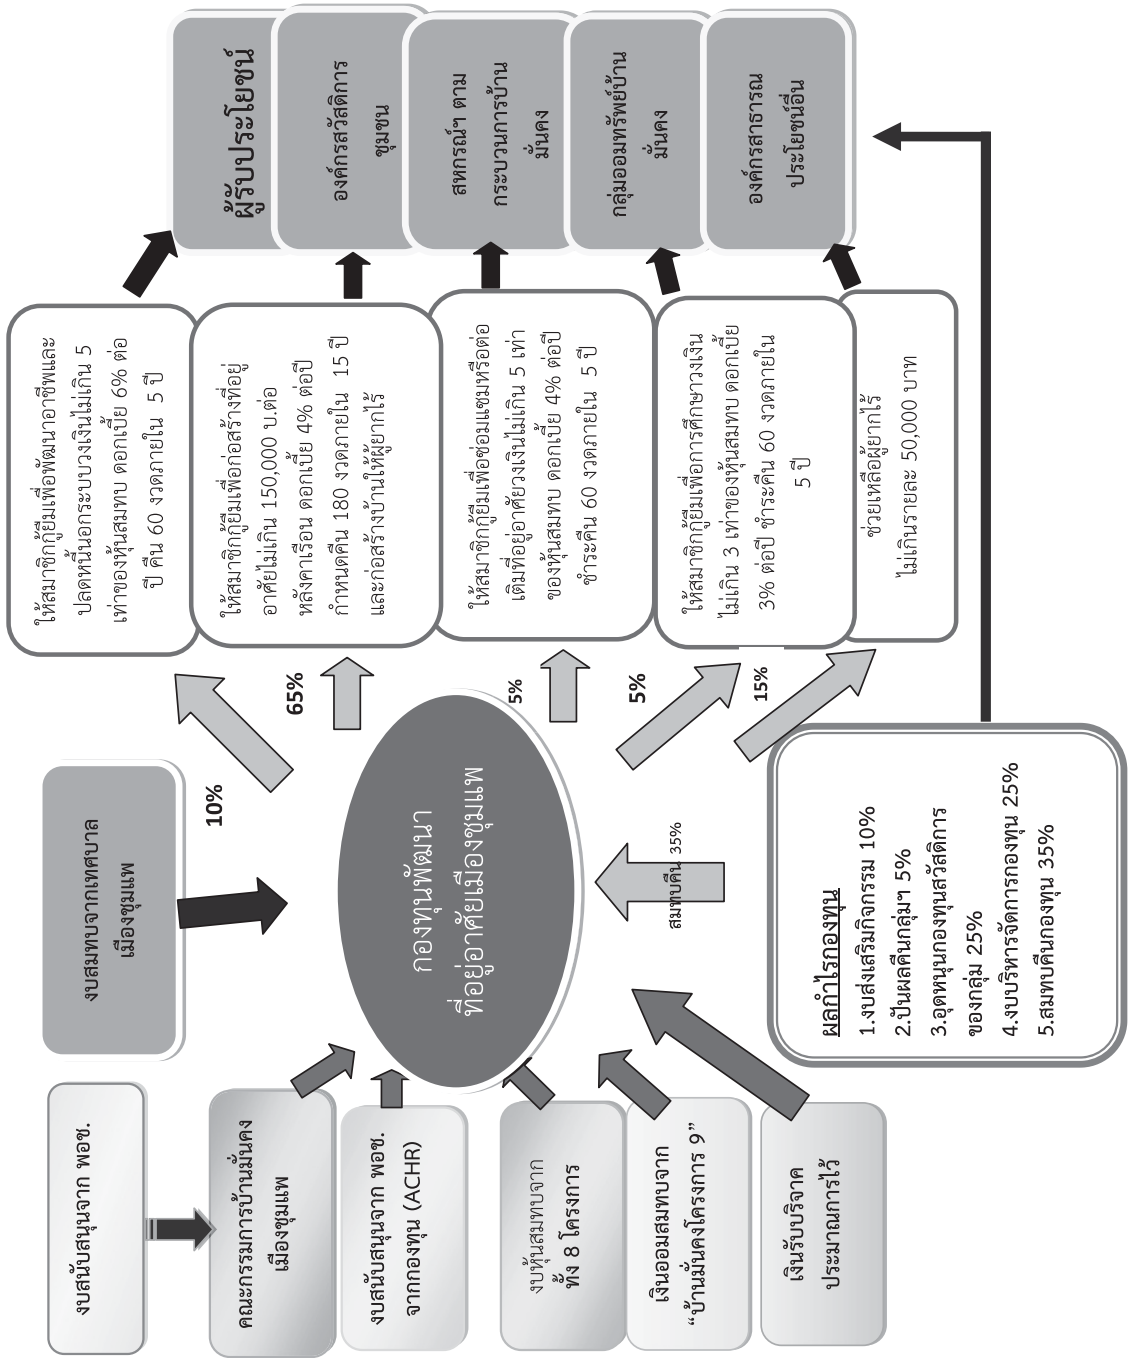 งบสนับสนุนจาก พอช.
คณะกรรมการบ้านมั่นคง
เมืองชุมแพ
งบสนับสนุนจาก พอช.
จากกองทุน (ACHR)
งบหุ้นสมทบจาก
ทั้ง 8 โครงการ
เงินออมสมทบจาก
“บ้านมั่นคงโครงการ 9”
เงินรับบริจาค
ประมาณการไว้
งบสมทบจากเทศบาล
เมืองชุมแพ
กองทุนพัฒนา
ที่อยู่อาศัยเมืองชุมแพ
สมทบคืน 35%
ผลกำไรกองทุน
1.งบส่งเสริมกิจกรรม 10%
2.ปันผลคืนกลุ่มฯ 5%
3.อุดหนุนกองทุนสวัสดิการ
ของกลุ่ม 25%
4.งบบริหารจัดการกองทุน 25%
5.สมทบคืนกองทุน 35%
10%
65%
5%
5%
15%
ให้สมาชิกกู้ยืมเพื่อพัฒนาอาชีพและ
ปลดหนี้นอกระบบวงเงินไม่เกิน 5
เท่าของหุ้นสมทบ ดอกเบี้ย 6% ต่อ
ปี คืน 60 งวดภายใน 5 ปี
ให้สมาชิกกู้ยืมเพื่อก่อสร้างที่อยู่
อาศัยไม่เกิน 150,000 บ.ต่อ
หลังคาเรือน ดอกเบี้ย 4% ต่อปี
กำหนดคืน 180 งวดภายใน 15 ปี
และก่อสร้างบ้านให้ผู้ยากไร้
ให้สมาชิกกู้ยืมเพื่อซ่อมแซมหรือต่อ
เติมที่อยู่อาศัยวงเงินไม่เกิน 5 เท่า
ของหุ้นสมทบ ดอกเบี้ย 4% ต่อปี
ชำระคืน 60 งวดภายใน 5 ปี
ให้สมาชิกกู้ยืมเพื่อการศึกษาวงเงิน
ไม่เกิน 3 เท่าของหุ้นสมทบ ดอกเบี้ย
3% ต่อปี ชำระคืน 60 งวดภายใน
5 ปี
ช่วยเหลือผู้ยากไร้
ไม่เกินรายละ 50,000 บาท
ผู้รับประโยชน์
องค์กรสวัสดิการ
ชุมชน
สหกรณ์ฯ ตาม
กระบวนการบ้าน
มั่นคง
กลุ่มออมทรัพย์บ้าน
มั่นคง
องค์กรสาธารณ
ประโยชน์อื่น